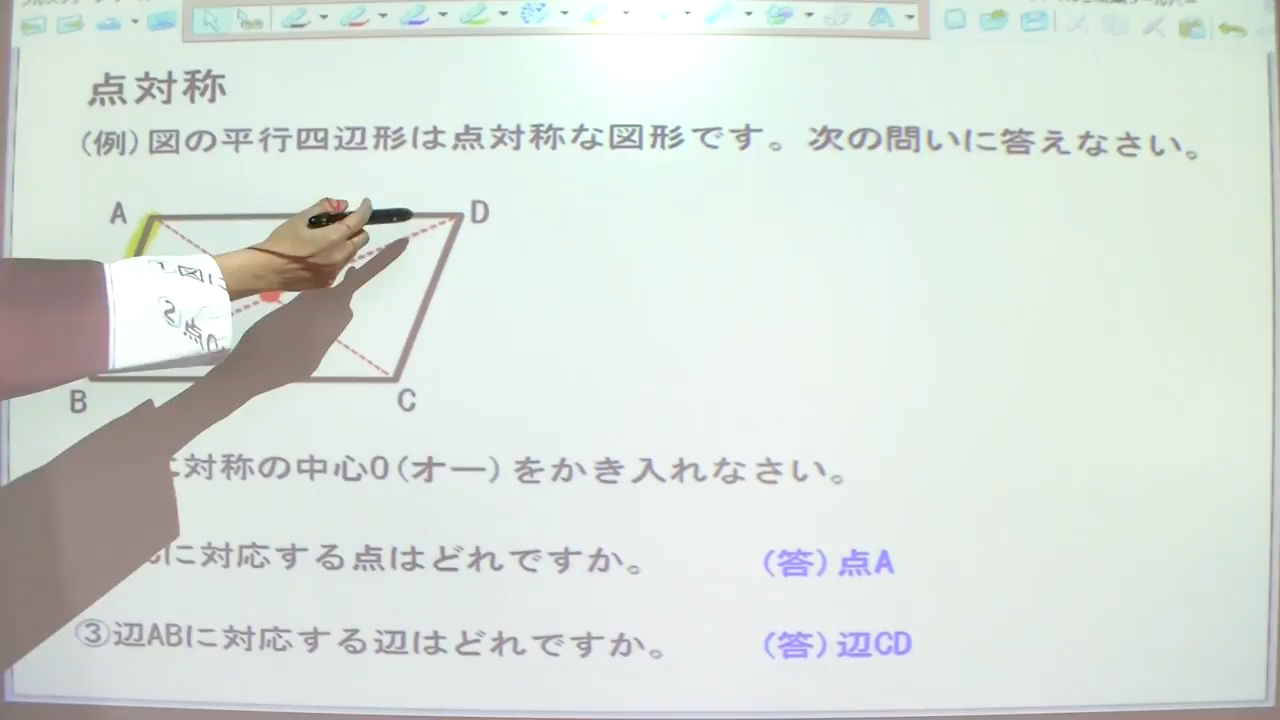 点対称
(例)図の平行四辺形は点対称な図形です。次の問いに答えなさい。
A
D
B
C
対称の中心O(オー)をかき入れなさい。
に対応する点はどれですか。 (答)点A
③辺ABに対応する辺はどれですか。 (答)辺CD